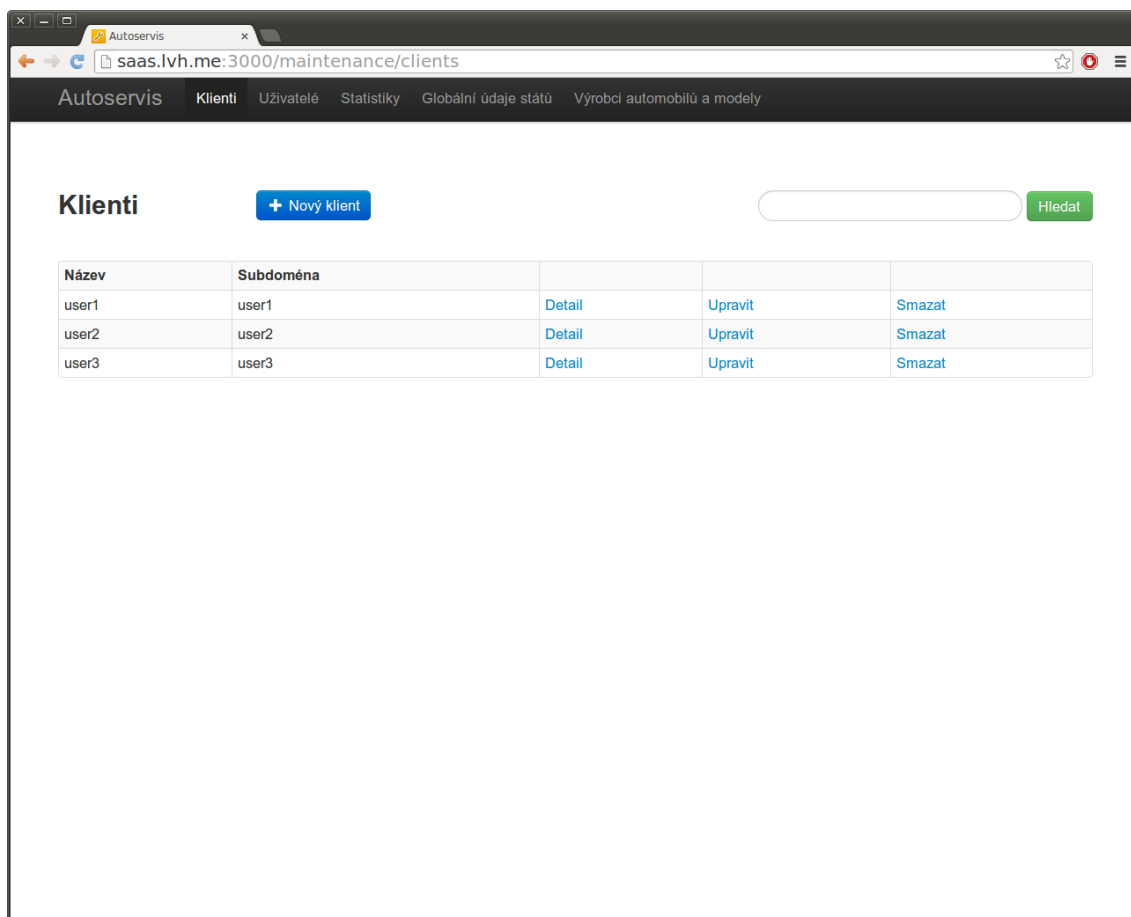 Autoservis
saas.lvh.me:3000/maintenance/clients
Autoservis Klienti Uživatelé Statistiky Globální údaje států Výrobci automobilů a modely
Klienti Nový klient Hledat
Název Subdoména
user1 user1 Detail Upravit Smazat
user2 user2 Detail Upravit Smazat
user3 user3 Detail Upravit Smazat